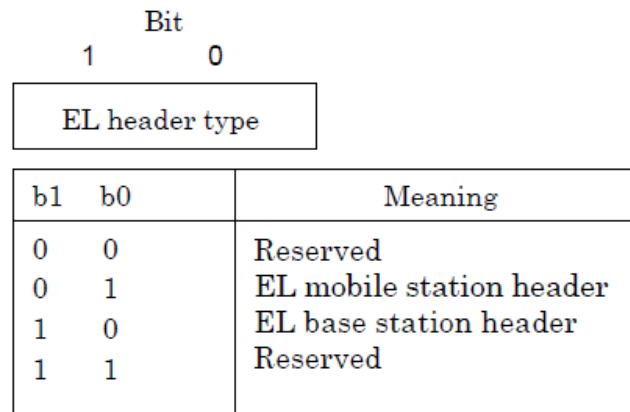 Bit
1 0
EL header type
b1 b0 Meaning
0 0 Reserved
0 1 EL mobile station header
1 0 EL base station header
1 1 Reserved